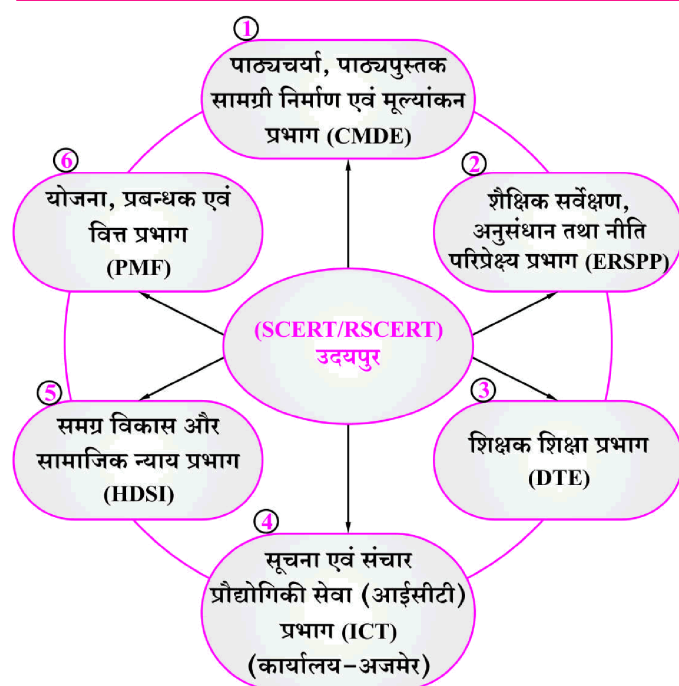 ①
पाठ्यचर्या, पाठ्यपुस्तक
सामग्री निर्माण एवं मूल्यांकन
प्रभाग (CMDE)
②
शैक्षिक सर्वेक्षण,
अनुसंधान तथा नीति
परिप्रेक्ष्य प्रभाग (ERSPP)
③
शिक्षक शिक्षा प्रभाग
(DTE)
④
सूचना एवं संचार
प्रौद्योगिकी सेवा (आईसीटी)
प्रभाग (ICT)
(कार्यालय-अजमेर)
⑤
समग्र विकास और
सामाजिक न्याय प्रभाग
(HDSI)
⑥
योजना, प्रबन्धक एवं
वित्त प्रभाग
(PMF)
(SCERT/RSCERT)
उदयपुर